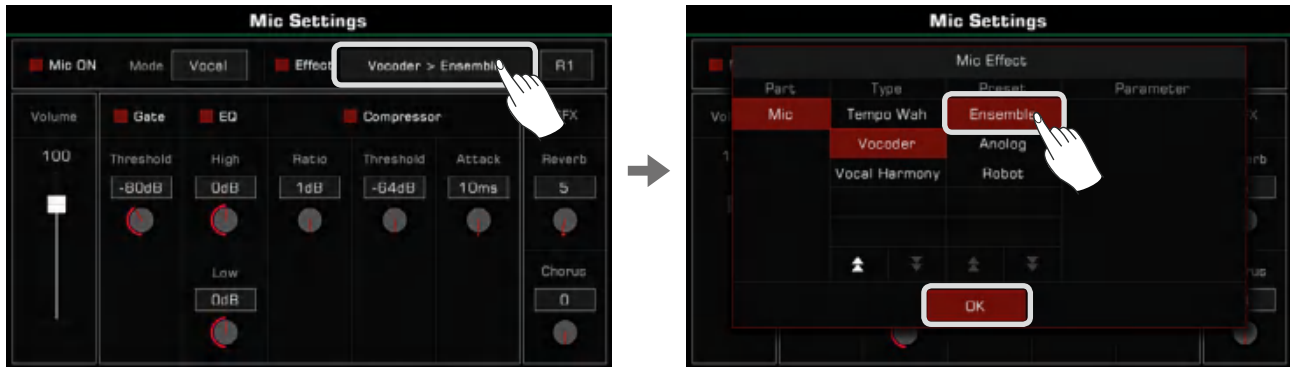 Mic Settings
Mic ON Mode Vocal Effect Vocoder > Ensemble R1
Volume Gate EQ Compressor FX
100 Threshold High Ratio Threshold Attack Reverb
-80dB 0dB 1dB -64dB 10ms 5
Low Chorus
0dB 0
Mic Settings
Mic Effect
Part Type Preset Parameter
Mic Tempo Wah Ensemble
Vocoder Anolog
Vocal Harmony Robot
OK